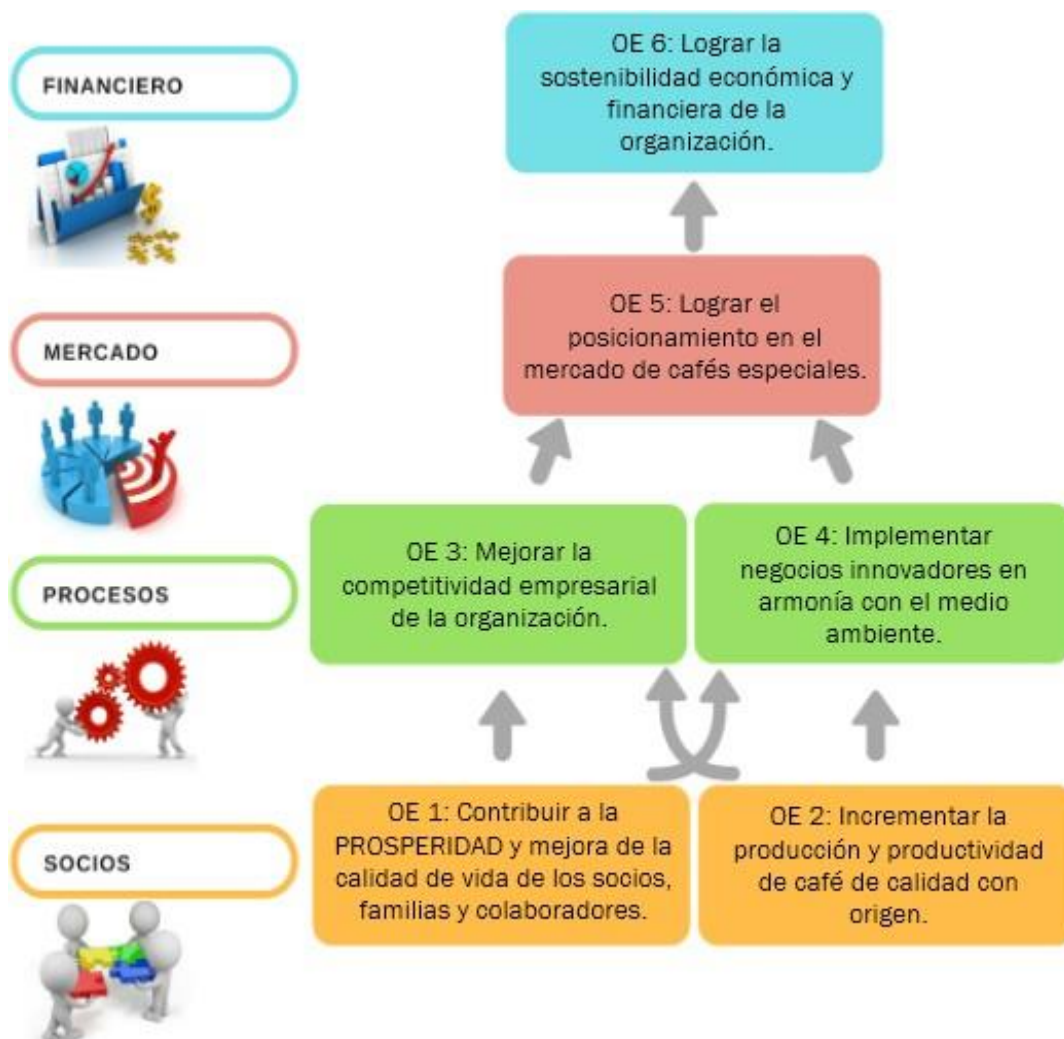 FINANCIERO
OE 6: Lograr la
sostenibilidad económica y
financiera de la
organización.
MERCADO
OE 5: Lograr el
posicionamiento en el
mercado de cafés especiales.
PROCESOS
OE 3: Mejorar la
competitividad empresarial
de la organización.
OE 4: Implementar
negocios innovadores en
armonía con el medio
ambiente.
SOCIOS
OE 1: Contribuir a la
PROSPERIDAD y mejora de la
calidad de vida de los socios,
familias y colaboradores.
OE 2: Incrementar la
producción y productividad
de café de calidad con
origen.